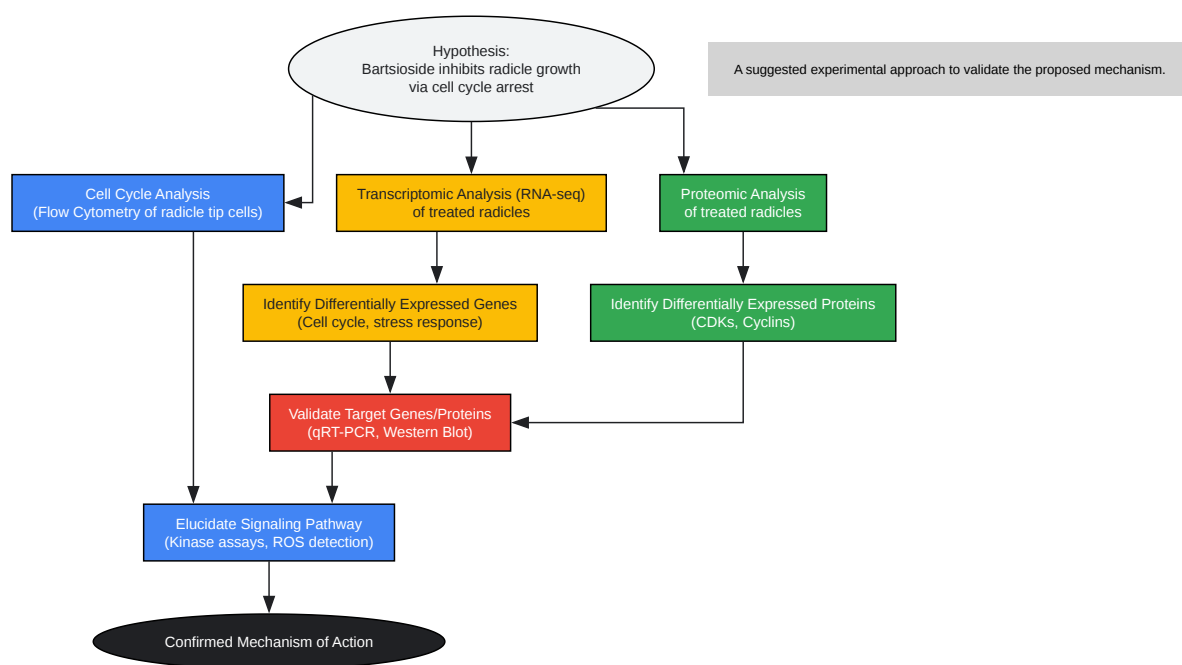 Hypothesis:
Bartsioside inhibits radicle growth
via cell cycle arrest
A suggested experimental approach to validate the proposed mechanism.
Cell Cycle Analysis
(Flow Cytometry of radicle tip cells)
Transcriptomic Analysis (RNA-seq)
of treated radicles
Proteomic Analysis
of treated radicles
Identify Differentially Expressed Genes
(Cell cycle, stress response)
Identify Differentially Expressed Proteins
(CDKs, Cyclins)
Validate Target Genes/Proteins
(qRT-PCR, Western Blot)
Elucidate Signaling Pathway
(Kinase assays, ROS detection)
Confirmed Mechanism of Action